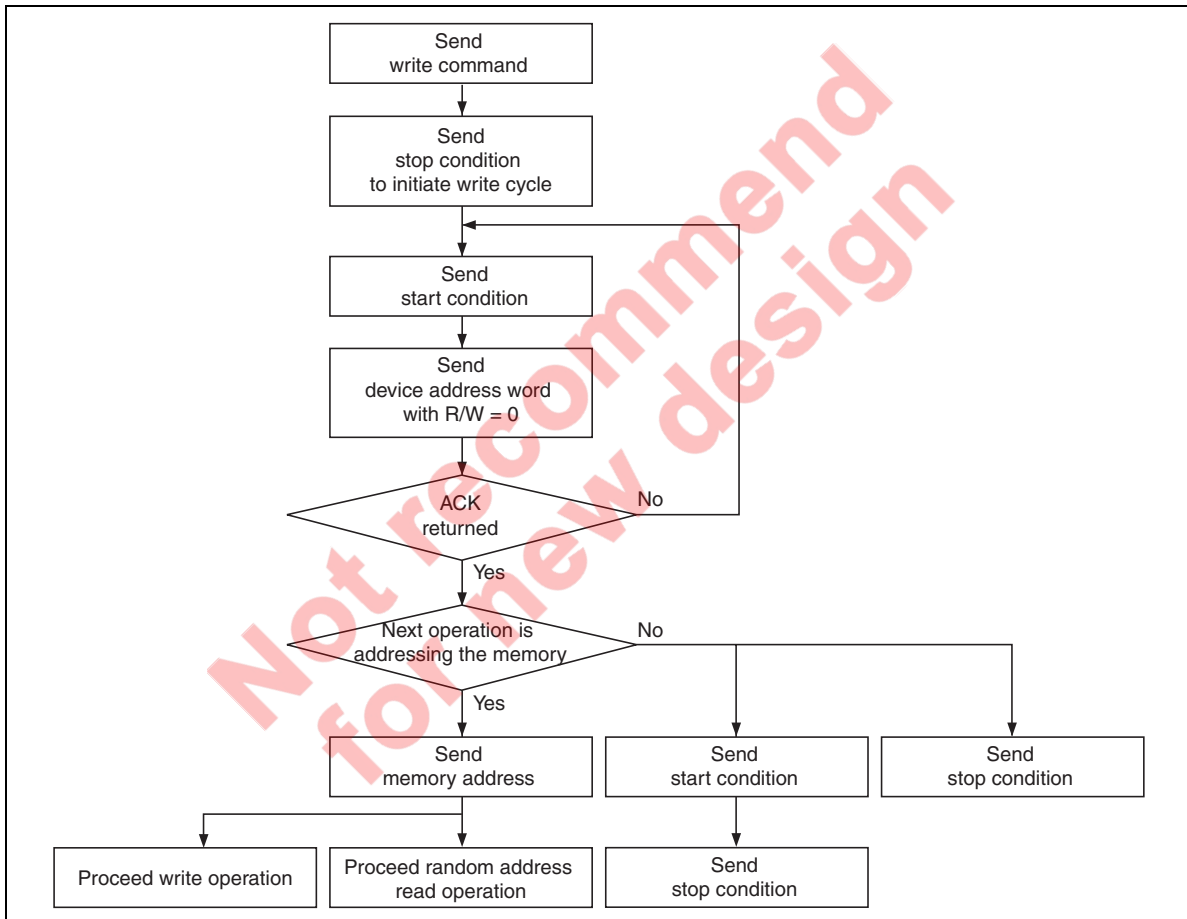 Send
write command
Send
stop condition
to initiate write cycle
Send
start condition
Send
device address word
with R/W = 0
ACK
returned
No
Yes
Next operation is
addressing the memory
No
Yes
Send
memory address
Send
start condition
Send
stop condition
Proceed write operation
Proceed random address
read operation
Send
stop condition
Not recommend
for new design